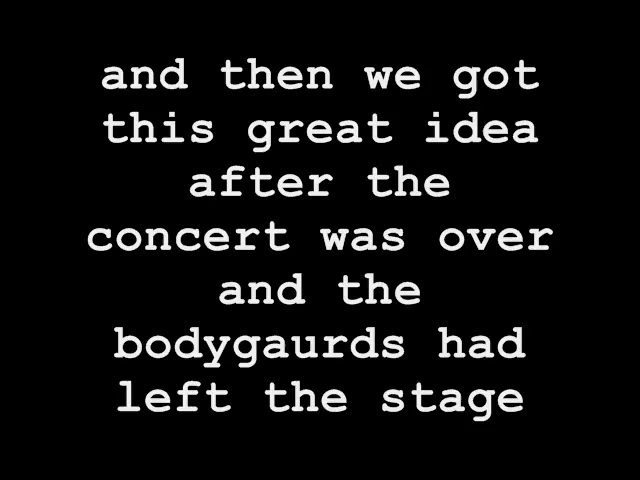 and then we got
this great idea
after the
concert was over
and the
bodygaurds had
left the stage